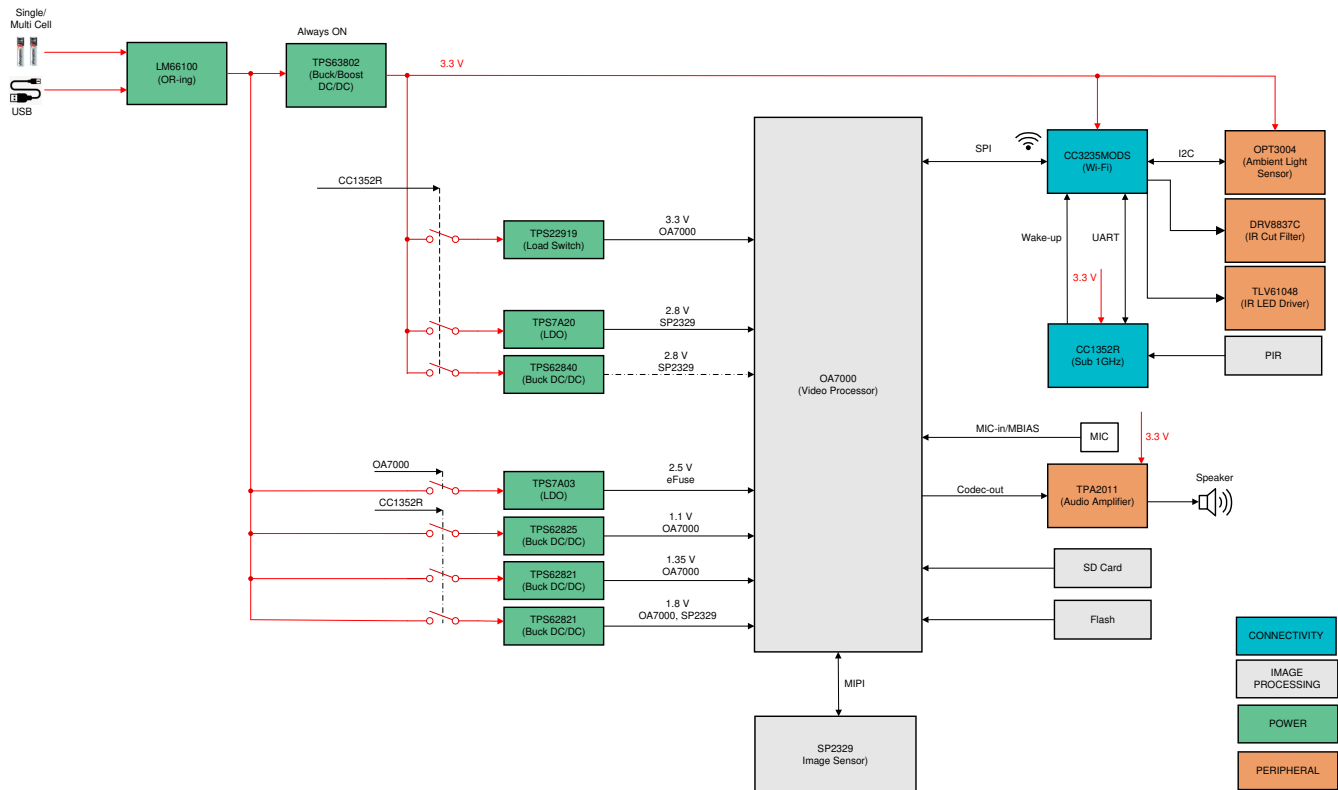 Single/
Multi Cell
USB
LM66100
(OR-ing)
Always ON
TPS63802
(Buck/Boost
DC/DC)
3.3 V
CC1352R
TPS22919
(Load Switch)
3.3 V
OA7000
TPS7A20
(LDO)
2.8 V
SP2329
TPS62840
(Buck DC/DC)
2.8 V
SP2329
OA7000
TPS7A03
(LDO)
2.5 V
eFuse
CC1352R
TPS62825
(Buck DC/DC)
1.1 V
OA7000
TPS62821
(Buck DC/DC)
1.35 V
OA7000
TPS62821
(Buck DC/DC)
1.8 V
OA7000, SP2329
OA7000
(Video Processor)
MIPI
SP2329
Image Sensor)
SPI
CC3235MODS
(Wi-Fi)
I2C
OPT3004
(Ambient Light
Sensor)
DRV8837C
(IR Cut Filter)
TLV61048
(IR LED Driver)
Wake-up
UART
3.3 V
CC1352R
(Sub 1GHz)
PIR
MIC-in/MBIAS
MIC
3.3 V
Codec-out
TPA2011
(Audio Amplifier)
Speaker
SD Card
Flash
CONNECTIVITY
IMAGE
PROCESSING
POWER
PERIPHERAL